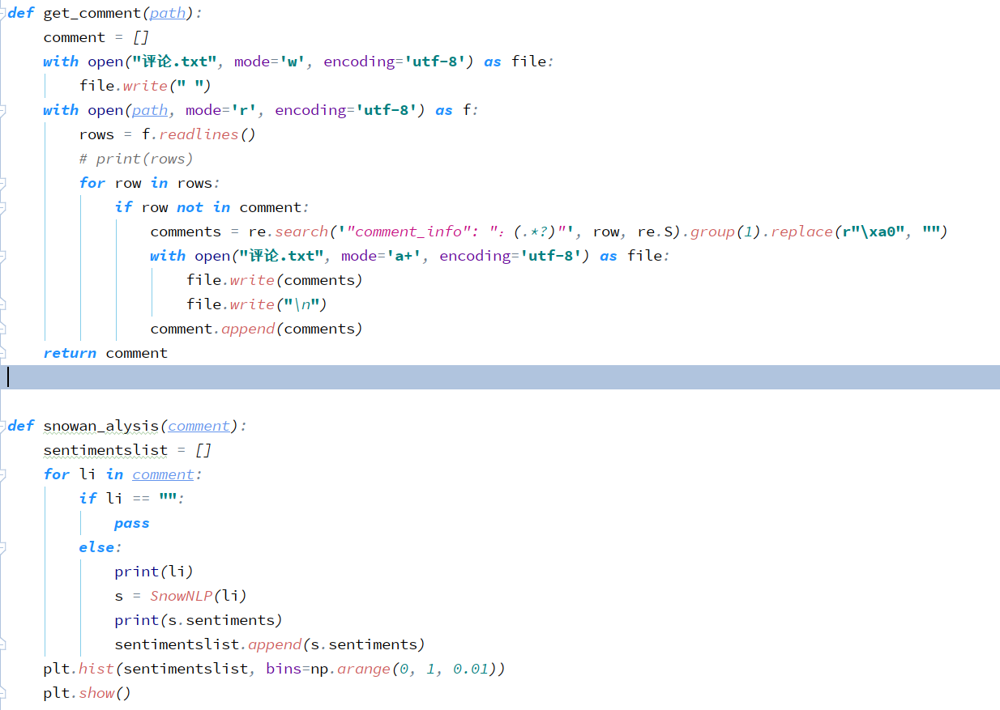 def get_comment(path):
    comment = []
    with open("评论.txt", mode='w', encoding='utf-8') as file:
        file.write(" ")
    with open(path, mode='r', encoding='utf-8') as f:
        rows = f.readlines()
        # print(rows)
        for row in rows:
            if row not in comment:
                comments = re.search('"comment_info": "：(.*?)"', row, re.S).group(1).replace(r"\xa0", "")
                with open("评论.txt", mode='a+', encoding='utf-8') as file:
                    file.write(comments)
                    file.write("\n")
                comment.append(comments)
    return comment
def snowan_alysis(comment):
    sentimentslist = []
    for li in comment:
        if li == "":
            pass
        else:
            print(li)
            s = SnowNLP(li)
            print(s.sentiments)
            sentimentslist.append(s.sentiments)
    plt.hist(sentimentslist, bins=np.arange(0, 1, 0.01))
    plt.show()